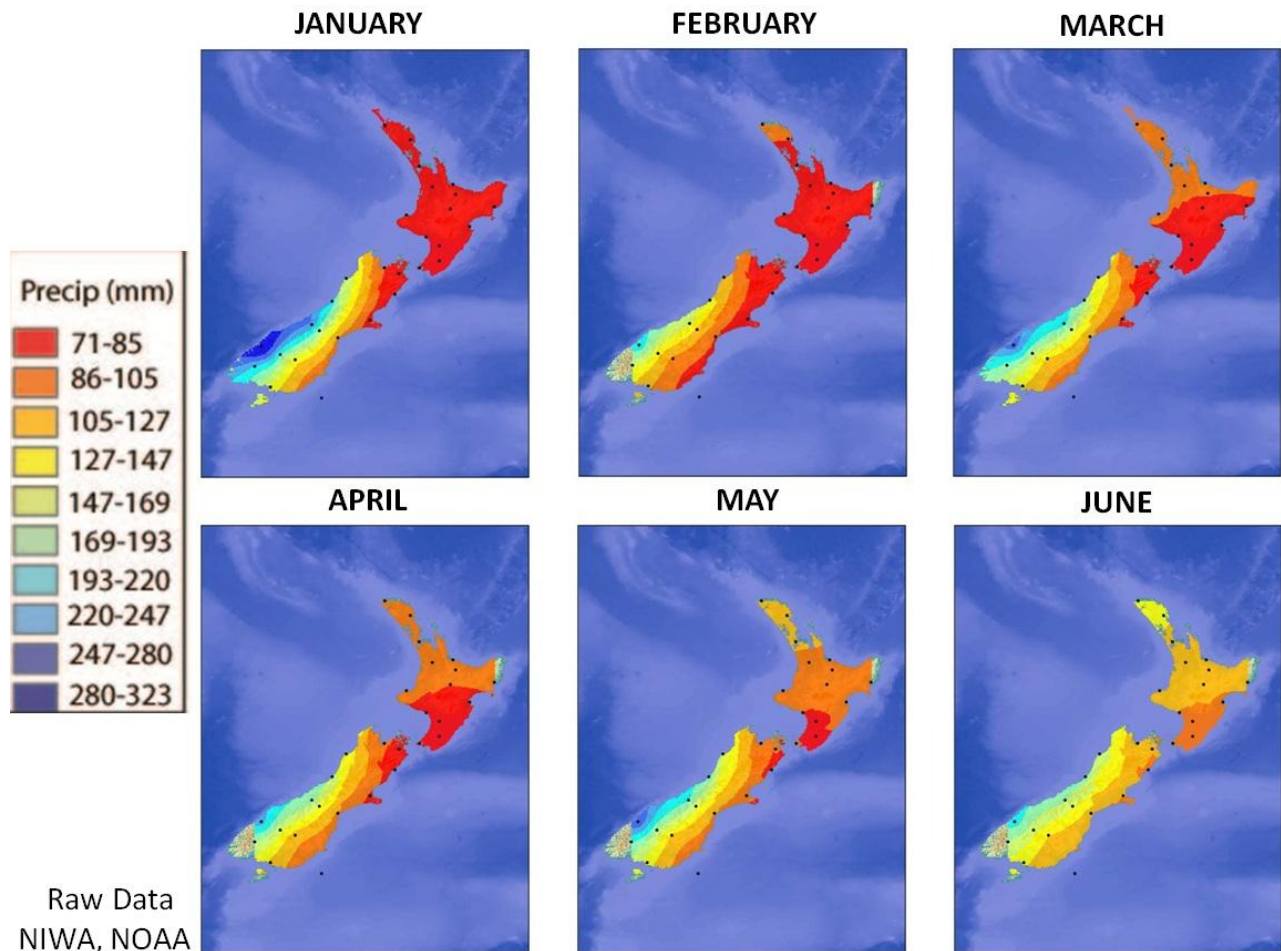 JANUARY
FEBRUARY
MARCH
Precip (mm)
71-85
86-105
105-127
127-147
147-169
169-193
193-220
220-247
247-280
280-323
APRIL
MAY
JUNE
Raw Data
NIWA, NOAA